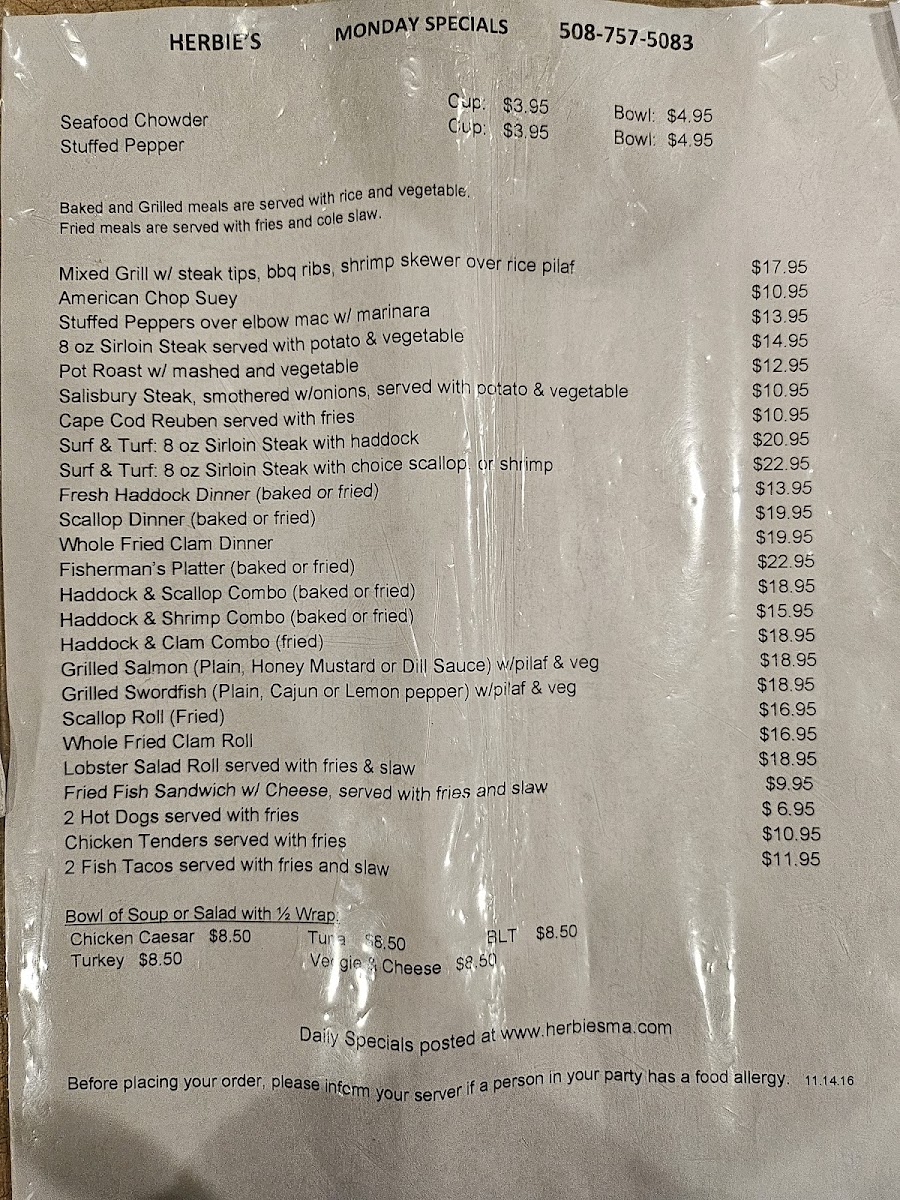 HERBIE'S MONDAY SPECIALS 508-757-5083
Seafood Chowder Cup: $3.95 Bowl: $4.95
Stuffed Pepper Cup: $3.95 Bowl: $4.95
Baked and Grilled meals are served with rice and vegetable.
Fried meals are served with fries and cole slaw.
Mixed Grill w/ steak tips, bbq ribs, shrimp skewer over rice pilaf $17.95
American Chop Suey $10.95
Stuffed Peppers over elbow mac w/ marinara $13.95
8 oz Sirloin Steak served with potato & vegetable $14.95
Pot Roast w/ mashed and vegetable $12.95
Salisbury Steak, smothered w/onions, served with potato & vegetable $10.95
Cape Cod Reuben served with fries $10.95
Surf & Turf: 8 oz Sirloin Steak with haddock $20.95
Surf & Turf: 8 oz Sirloin Steak with choice scallop, or shrimp $22.95
Fresh Haddock Dinner (baked or fried) $13.95
Scallop Dinner (baked or fried) $19.95
Whole Fried Clam Dinner $19.95
Fisherman's Platter (baked or fried) $22.95
Haddock & Scallop Combo (baked or fried) $18.95
Haddock & Shrimp Combo (baked or fried) $15.95
Haddock & Clam Combo (fried) $18.95
Grilled Salmon (Plain, Honey Mustard or Dill Sauce) w/pilaf & veg $18.95
Grilled Swordfish (Plain, Cajun or Lemon pepper) w/pilaf & veg $18.95
Scallop Roll (Fried) $16.95
Whole Fried Clam Roll $16.95
Lobster Salad Roll served with fries & slaw $18.95
Fried Fish Sandwich w/ Cheese, served with fries and slaw $9.95
2 Hot Dogs served with fries $ 6.95
Chicken Tenders served with fries $10.95
2 Fish Tacos served with fries and slaw $11.95
Bowl of Soup or Salad with ½ Wrap:
Chicken Caesar $8.50 Tuna $8.50 BLT $8.50
Turkey $8.50 Veggie & Cheese $8.50
Daily Specials posted at www.herbiesma.com
Before placing your order, please inform your server if a person in your party has a food allergy. 11.14.16